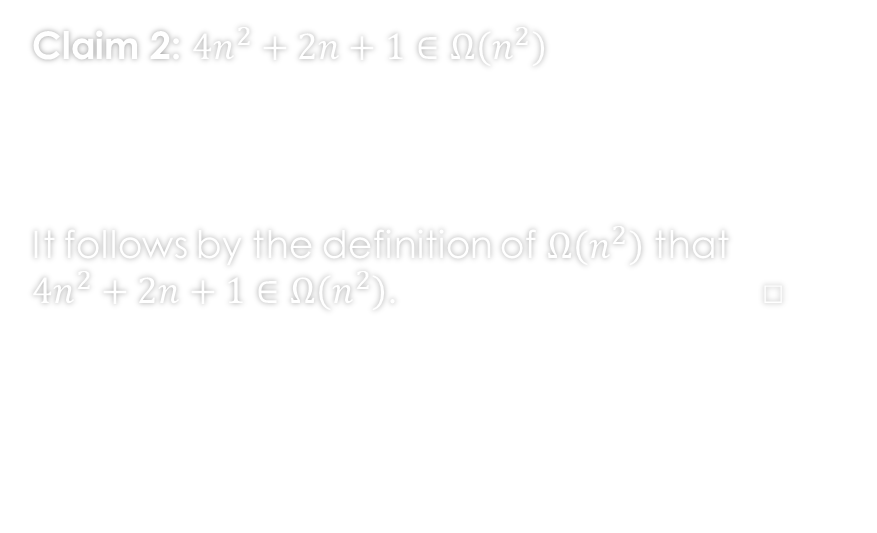 Claim 2: 4n² + 2n + 1 ∈ Ω(n²)
It follows by the definition of Ω(n²) that
4n² + 2n + 1 ∈ Ω(n²). □